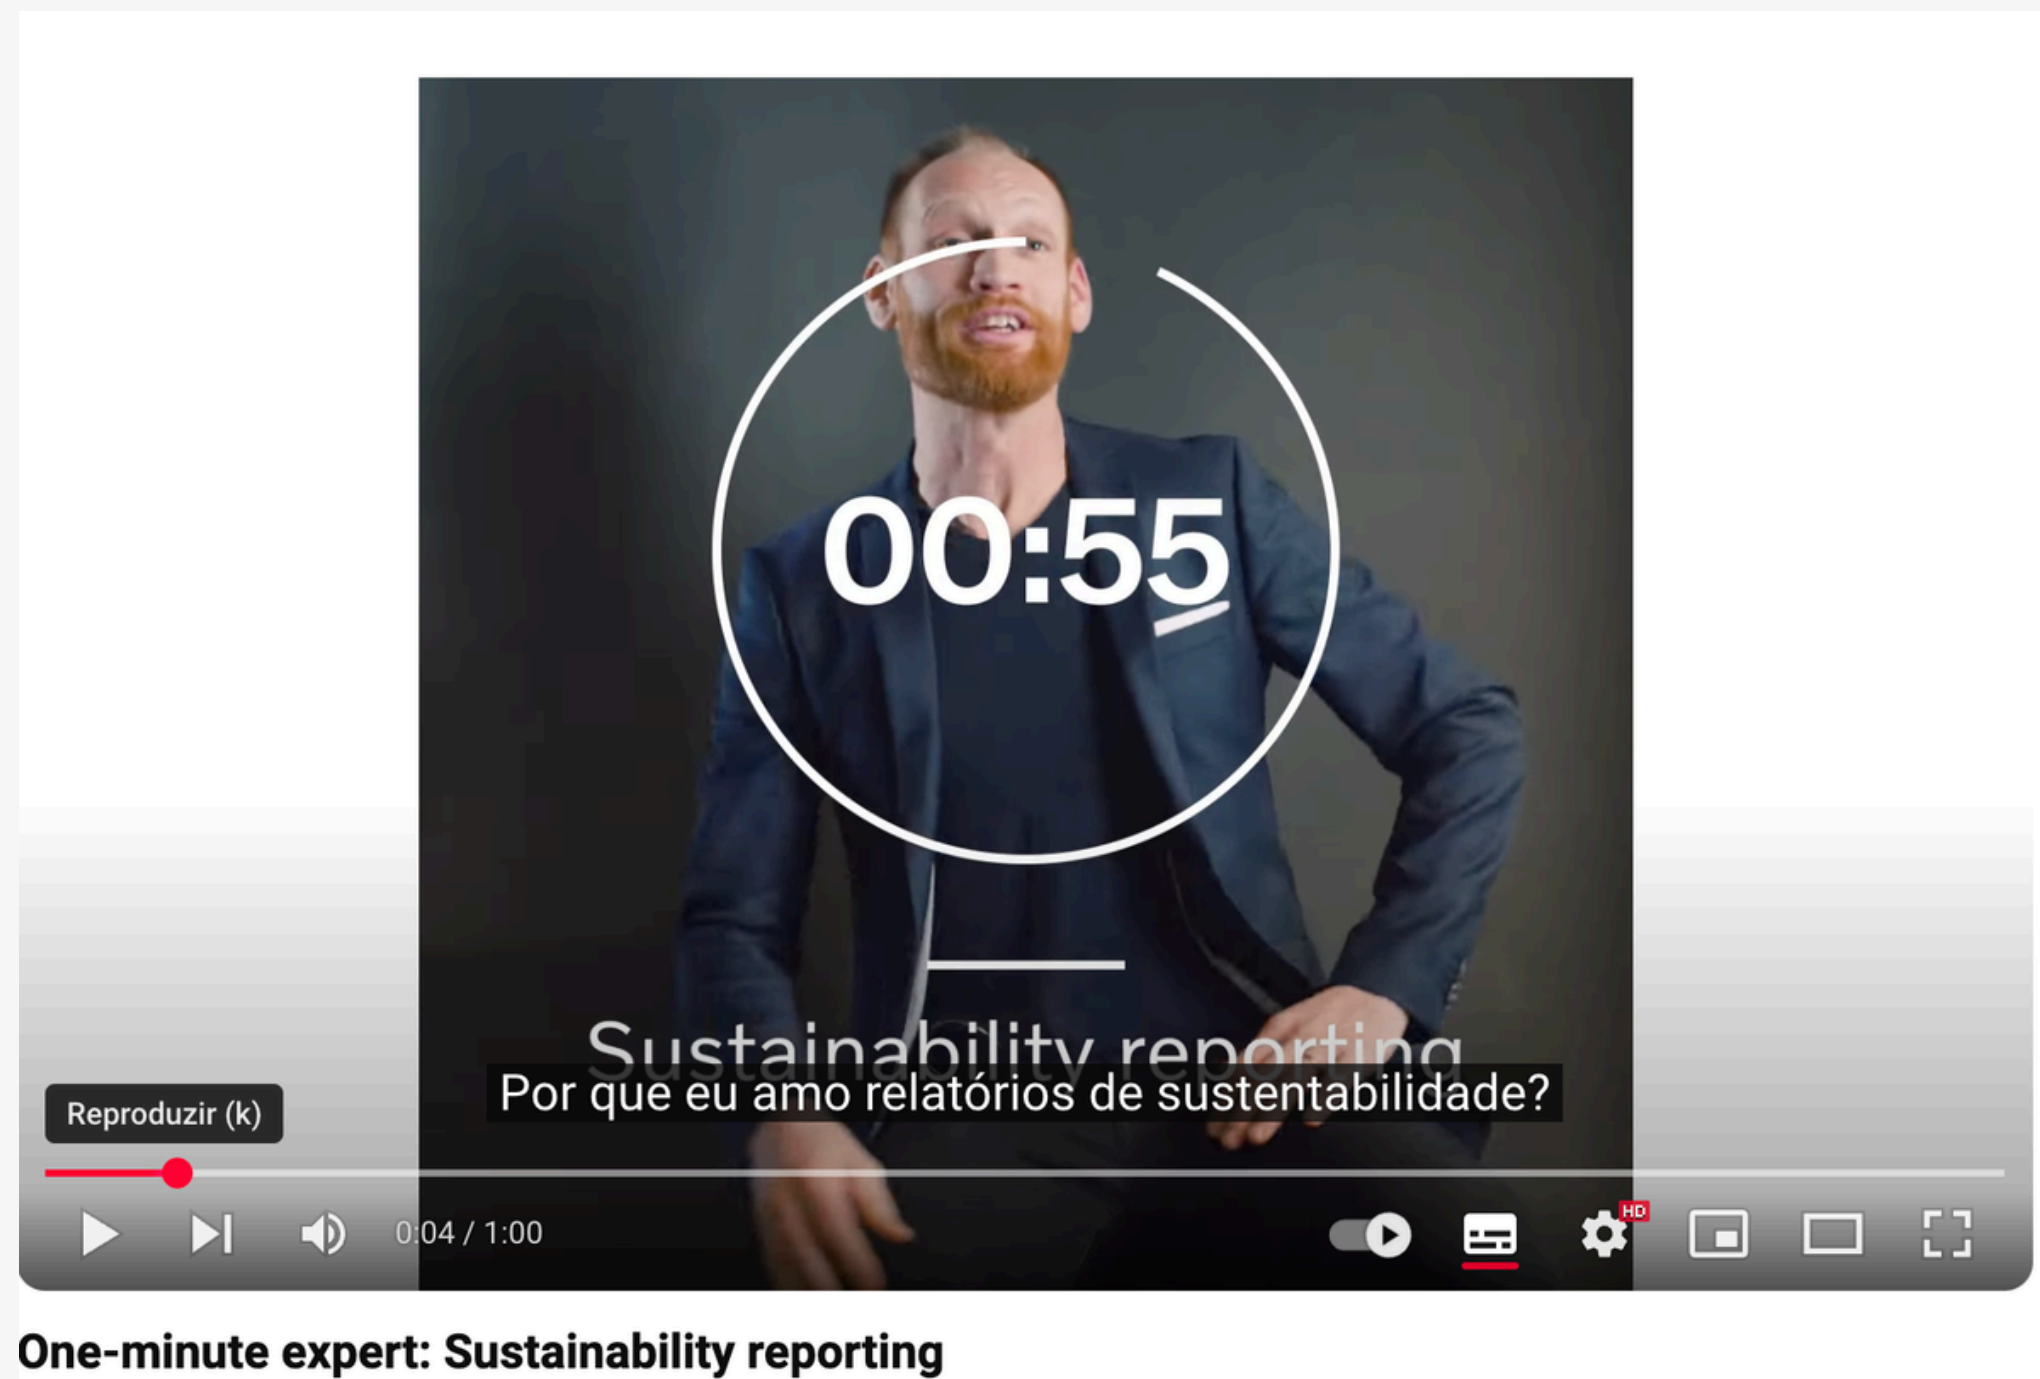 00:55
Sustainability reporting
Por que eu amo relatórios de sustentabilidade?
Reproduzir (k)
0:04 / 1:00
HD
One-minute expert: Sustainability reporting